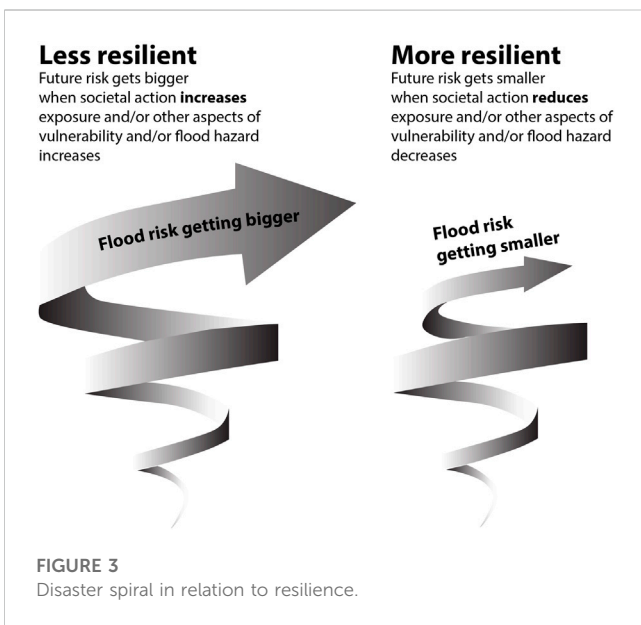 Less resilient
Future risk gets bigger
when societal action increases
exposure and/or other aspects of
vulnerability and/or flood hazard
increases
More resilient
Future risk gets smaller
when societal action reduces
exposure and/or other aspects of
vulnerability and/or flood hazard
decreases
Flood risk getting bigger
Flood risk
getting smaller
FIGURE 3
Disaster spiral in relation to resilience.